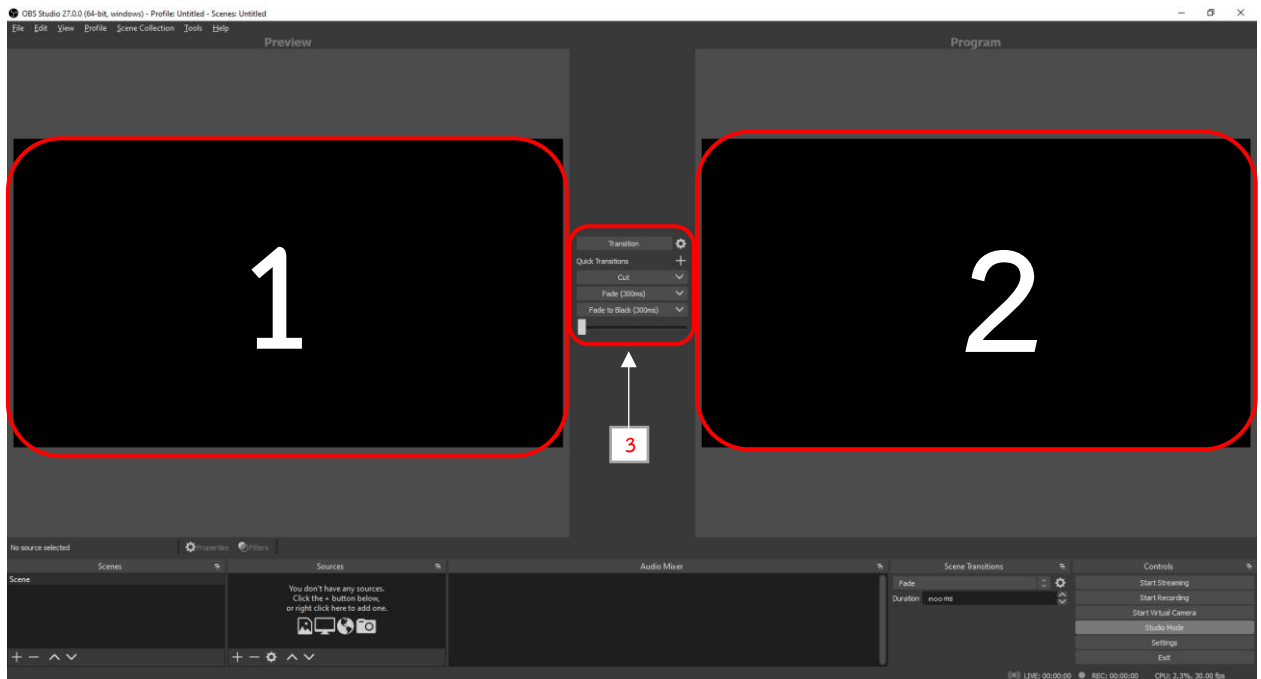 OBS Studio 27.0.0 (64-bit, windows) - Profile: Untitled - Scenes: Untitled
File Edit View Profile Scene Collection Tools Help
Preview
Program
1
2
Transition
Quick Transitions
Cut
Fade (300ms)
Fade to Black (300ms)
3
No source selected
Properties
Filters
Scenes
Scene
Sources
You don't have any sources.
Click the + button below,
or right click here to add one.
Audio Mixer
Scene Transitions
Fade
Duration
Controls
Start Streaming
Start Recording
Start Virtual Camera
Studio Mode
Settings
Exit
LIVE: 00:00:00
REC: 00:00:00
CPU: 2.3%, 30.00 fps